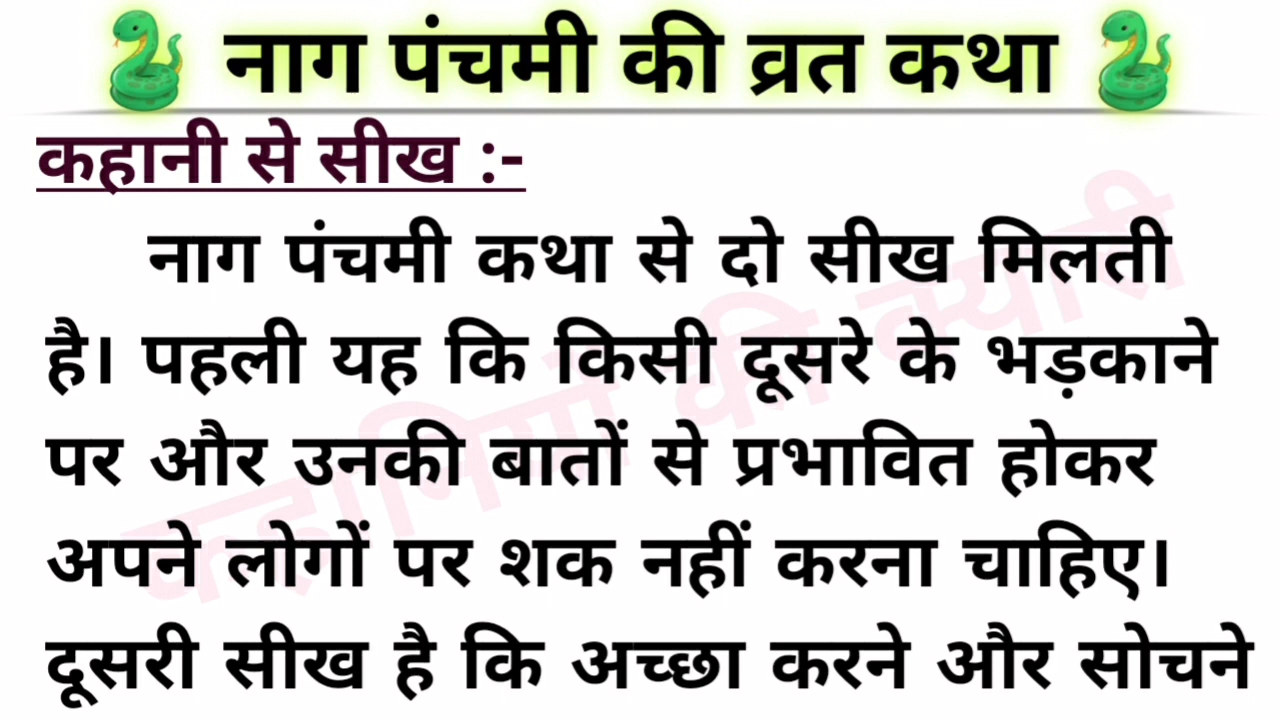 नाग पंचमी की व्रत कथा
कहानी से सीख :-
नाग पंचमी कथा से दो सीख मिलती
है। पहली यह कि किसी दूसरे के भड़काने
पर और उनकी बातों से प्रभावित होकर
अपने लोगों पर शक नहीं करना चाहिए।
दूसरी सीख है कि अच्छा करने और सोचने
कहानियों की क्यारी